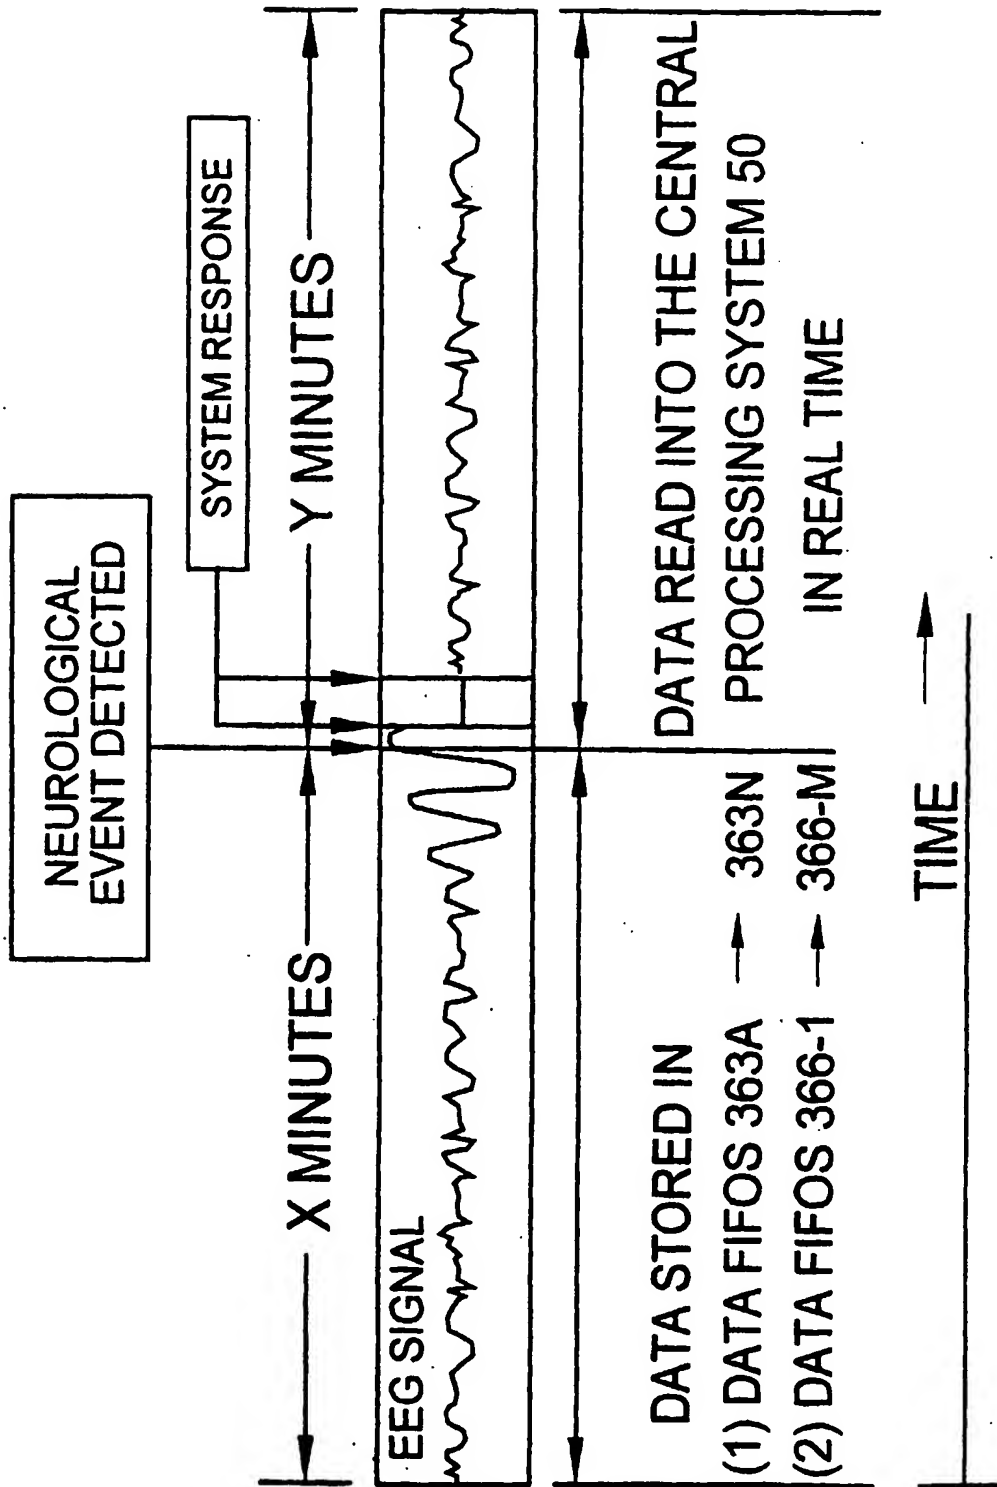 NEUROLOGICAL
EVENT DETECTED
SYSTEM RESPONSE
X MINUTES
Y MINUTES
EEG SIGNAL
DATA STORED IN
(1) DATA FIFOS 363A → 363N
(2) DATA FIFOS 366-1 → 366-M
DATA READ INTO THE CENTRAL
PROCESSING SYSTEM 50
IN REAL TIME
TIME